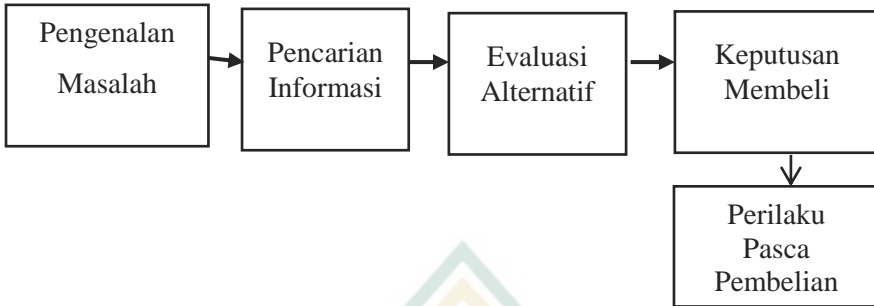 Pengenalan
Masalah
Pencarian
Informasi
Evaluasi
Alternatif
Keputusan
Membeli
Perilaku
Pasca
Pembelian